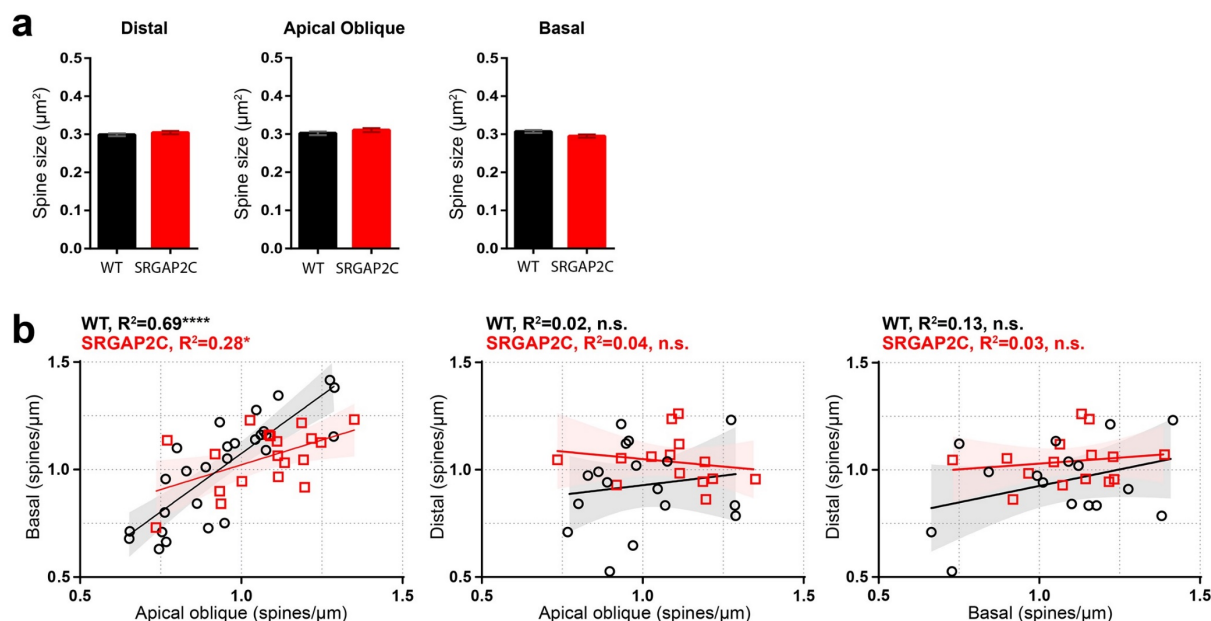 a
Distal
Apical Oblique
Basal
Spine size (µm²)
0.5
0.4
0.3
0.2
0.1
0.0
WT
SRGAP2C
Spine size (µm²)
0.5
0.4
0.3
0.2
0.1
0.0
WT
SRGAP2C
Spine size (µm²)
0.5
0.4
0.3
0.2
0.1
0.0
WT
SRGAP2C
b
WT, R²=0.69****
SRGAP2C, R²=0.28*
Basal (spines/µm)
1.5
1.0
0.5
0.5
1.0
1.5
Apical oblique (spines/µm)
WT, R²=0.02, n.s.
SRGAP2C, R²=0.04, n.s.
Distal (spines/µm)
1.5
1.0
0.5
0.5
1.0
1.5
Apical oblique (spines/µm)
WT, R²=0.13, n.s.
SRGAP2C, R²=0.03, n.s.
Distal (spines/µm)
1.5
1.0
0.5
0.5
1.0
1.5
Basal (spines/µm)